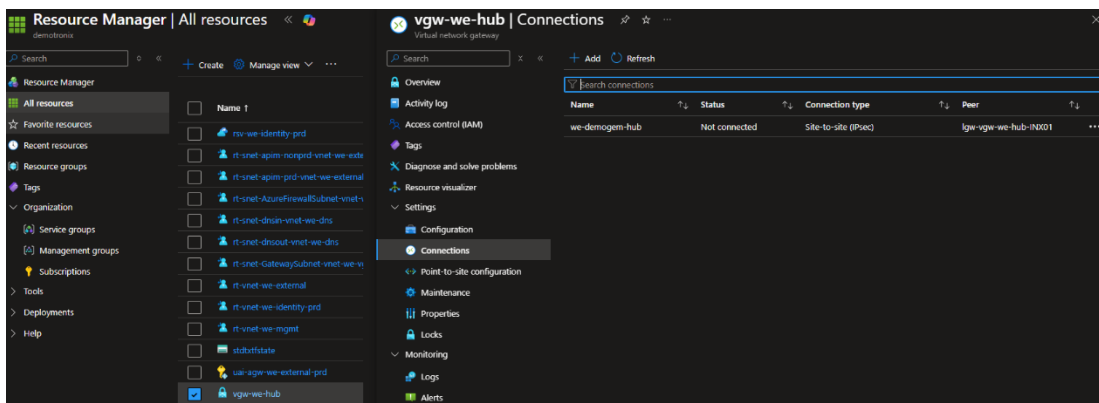 Resource Manager | All resources
demotronix
Search
Resource Manager
All resources
Favorite resources
Recent resources
Resource groups
Tags
Organization
Service groups
Management groups
Subscriptions
Tools
Deployments
Help
Create Manage view ...
Name ↑
rsv-we-identity-prd
rt-snet-apim-nonprd-vnet-we-exte
rt-snet-apim-prd-vnet-we-external
rt-snet-AzureFirewallSubnet-vnet-
rt-snet-dnsin-vnet-we-dns
rt-snet-dnsout-vnet-we-dns
rt-snet-GatewaySubnet-vnet-we-v
rt-vnet-we-external
rt-vnet-we-identity-prd
rt-vnet-we-mgmt
stdtxtfstate
uai-agw-we-external-prd
vgw-we-hub
vgw-we-hub | Connections ...
Virtual network gateway
Search
Overview
Activity log
Access control (IAM)
Tags
Diagnose and solve problems
Resource visualizer
Settings
Configuration
Connections
Point-to-site configuration
Maintenance
Properties
Locks
Monitoring
Logs
Alerts
+ Add Refresh
Search connections
Name ↑↓ Status ↑↓ Connection type ↑↓ Peer ↑↓
we-demogem-hub Not connected Site-to-site (IPsec) lgw-vgw-we-hub-INX01 ...